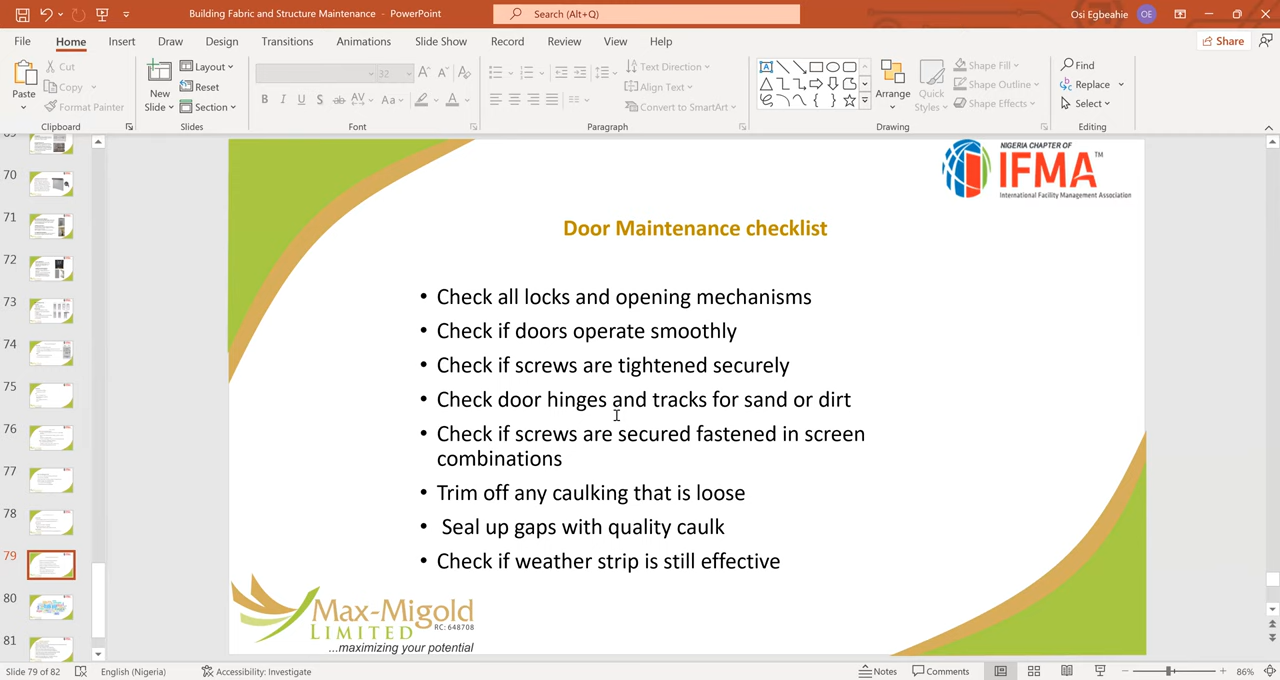 Building Fabric and Structure Maintenance - PowerPoint
Search (Alt+Q)
Osi Egbeahie
OE
File
Home
Insert
Draw
Design
Transitions
Animations
Slide Show
Record
Review
View
Help
Share
Paste
Cut
Copy
Format Painter
Clipboard
New
Slide
Layout
Reset
Section
Slides
32
B I U S ab AV Aa A
Font
Text Direction
Align Text
Convert to SmartArt
Paragraph
Arrange
Quick
Styles
Shape Fill
Shape Outline
Shape Effects
Drawing
Find
Replace
Select
Editing
69
70
71
72
73
74
75
76
77
78
79
80
81
NIGERIA CHAPTER OF
IFMA™
International Facility Management Association
Door Maintenance checklist
• Check all locks and opening mechanisms
• Check if doors operate smoothly
• Check if screws are tightened securely
• Check door hinges and tracks for sand or dirt
• Check if screws are secured fastened in screen
combinations
• Trim off any caulking that is loose
• Seal up gaps with quality caulk
• Check if weather strip is still effective
Max-Migold
LIMITED RC: 648708
...maximizing your potential
Slide 79 of 82
English (Nigeria)
Accessibility: Investigate
Notes
Comments
86%